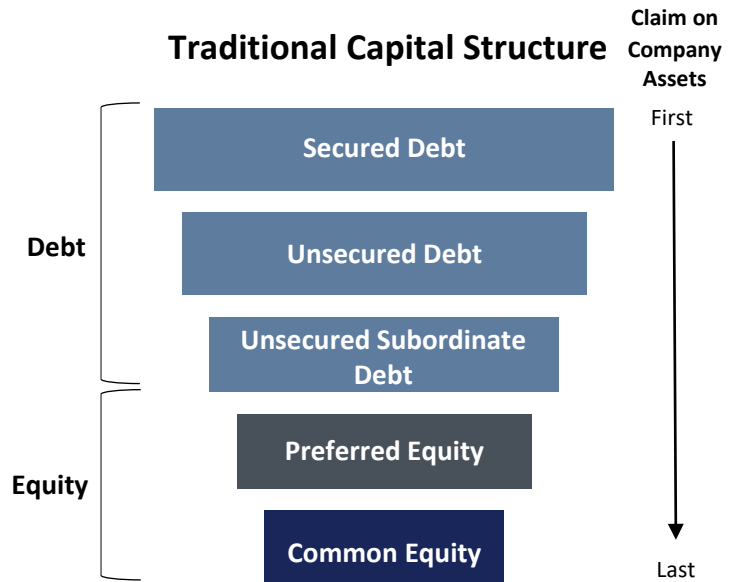 Traditional Capital Structure
Claim on
Company
Assets
First
Secured Debt
Debt
Unsecured Debt
Unsecured Subordinate
Debt
Preferred Equity
Equity
Common Equity
Last